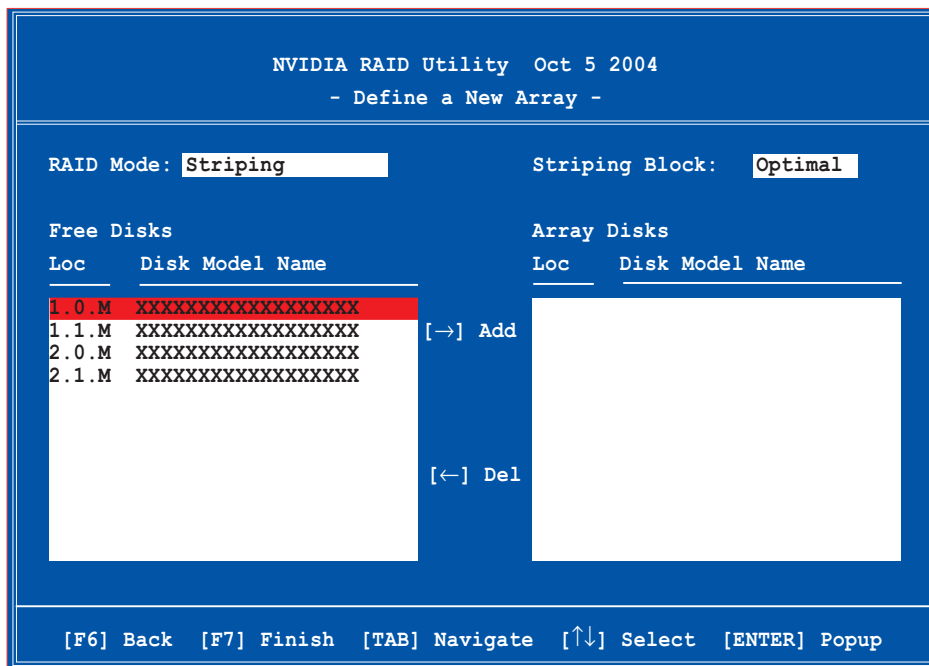 NVIDIA RAID Utility Oct 5 2004
- Define a New Array -
RAID Mode: Striping
Striping Block: Optimal
Free Disks
Loc Disk Model Name
1.0.M XXXXXXXXXXXXXXXXXX
1.1.M XXXXXXXXXXXXXXXXXX
2.0.M XXXXXXXXXXXXXXXXXX
2.1.M XXXXXXXXXXXXXXXXXX
[→] Add
[←] Del
Array Disks
Loc Disk Model Name
[F6] Back [F7] Finish [TAB] Navigate [↑↓] Select [ENTER] Popup